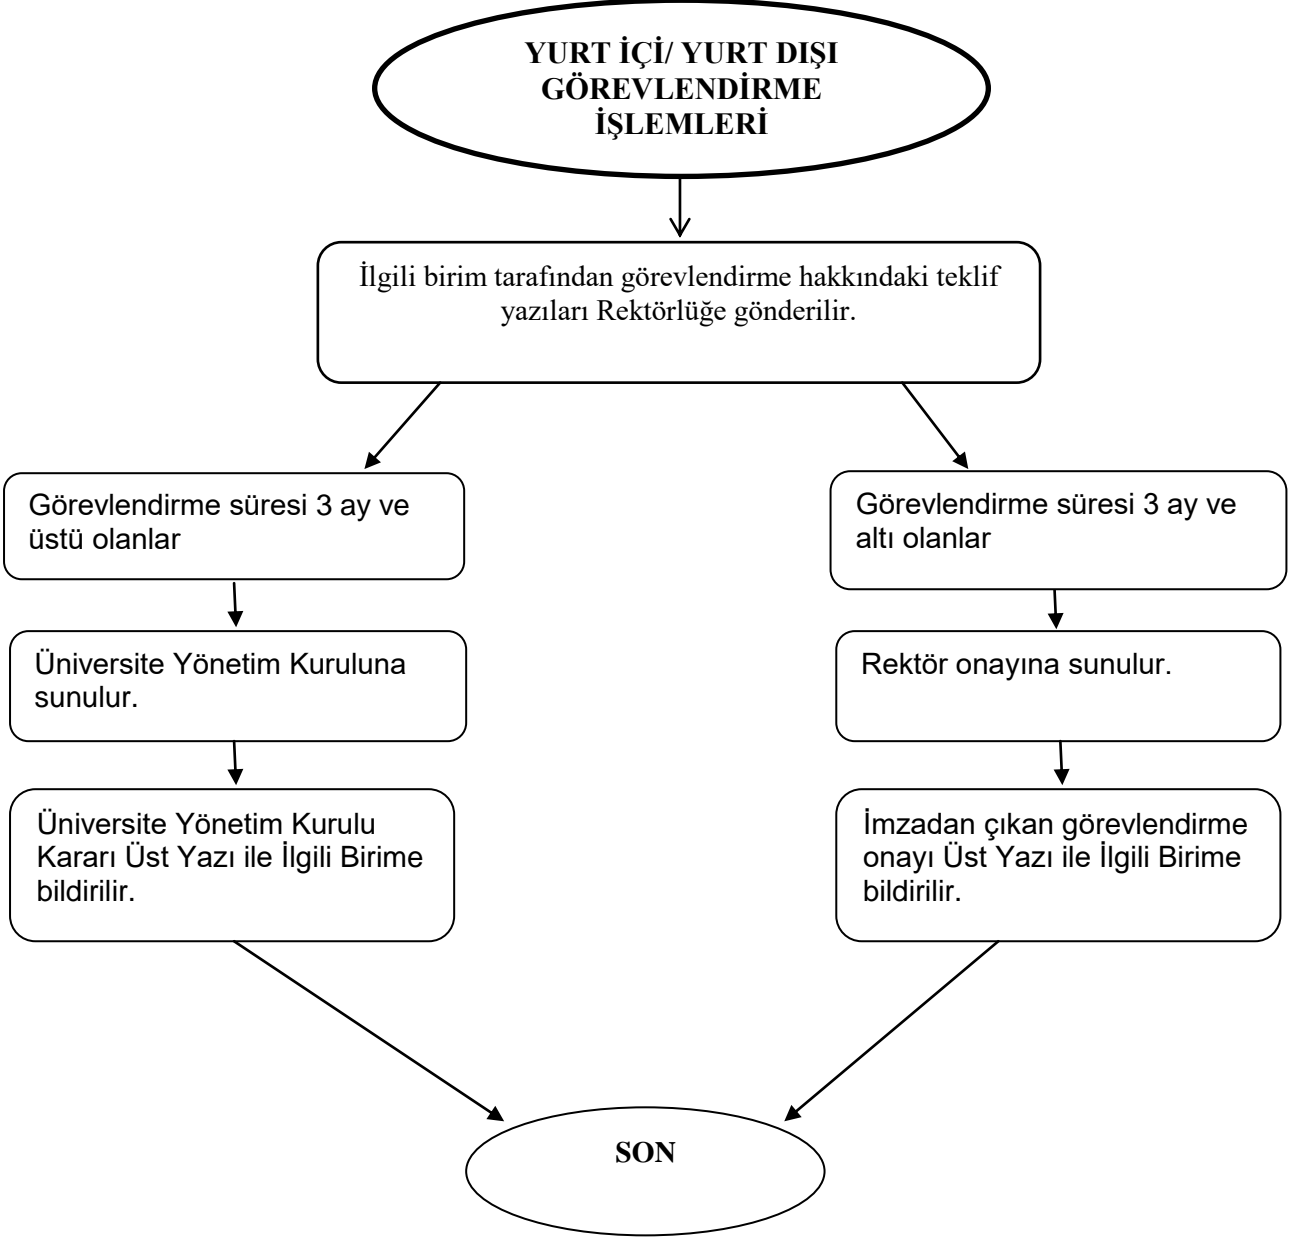 YURT İÇİ/ YURT DIŞI
GÖREVLENDİRME
İŞLEMLERİ
İlgili birim tarafından görevlendirme hakkındaki teklif
yazıları Rektörlüğe gönderilir.
Görevlendirme süresi 3 ay ve
üstü olanlar
Görevlendirme süresi 3 ay ve
altı olanlar
Üniversite Yönetim Kuruluna
sunulur.
Rektör onayına sunulur.
Üniversite Yönetim Kurulu
Kararı Üst Yazı ile İlgili Birime
bildirilir.
İmzadan çıkan görevlendirme
onayı Üst Yazı ile İlgili Birime
bildirilir.
SON